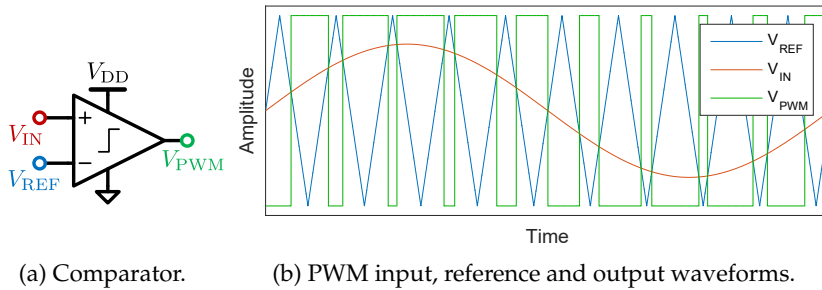 V_DD
V_IN
+
V_REF
−
V_PWM
(a) Comparator.
Amplitude
V_REF
V_IN
V_PWM
Time
(b) PWM input, reference and output waveforms.